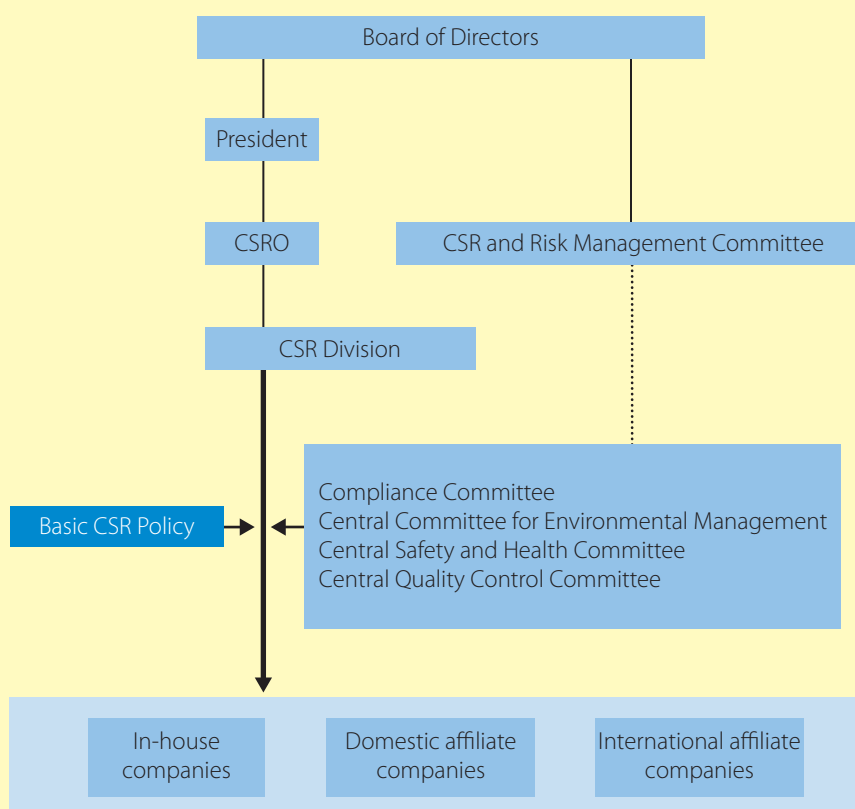 Board of Directors
President
CSRO
CSR and Risk Management Committee
CSR Division
Basic CSR Policy
Compliance Committee
Central Committee for Environmental Management
Central Safety and Health Committee
Central Quality Control Committee
In-house
companies
Domestic affiliate
companies
International affiliate
companies